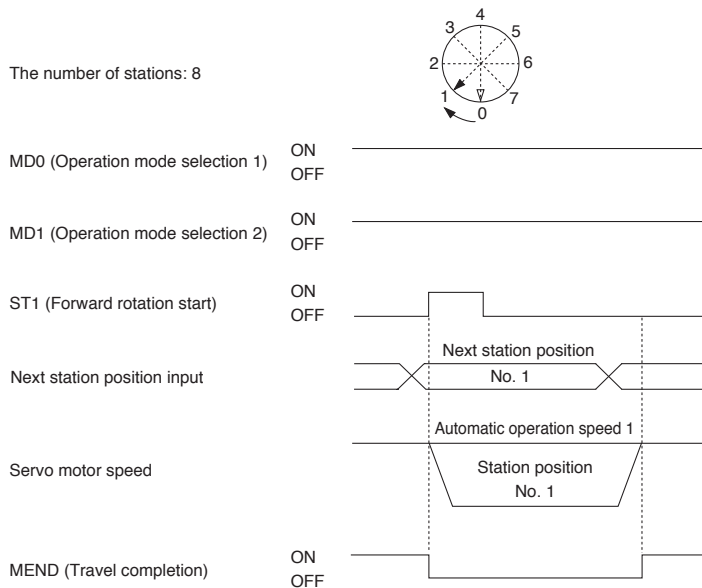 4
3 5
The number of stations: 8
2 6
1 7
0
MD0 (Operation mode selection 1) ON
OFF
MD1 (Operation mode selection 2) ON
OFF
ST1 (Forward rotation start) ON
OFF
Next station position
Next station position input No. 1
Automatic operation speed 1
Servo motor speed Station position
No. 1
MEND (Travel completion) ON
OFF